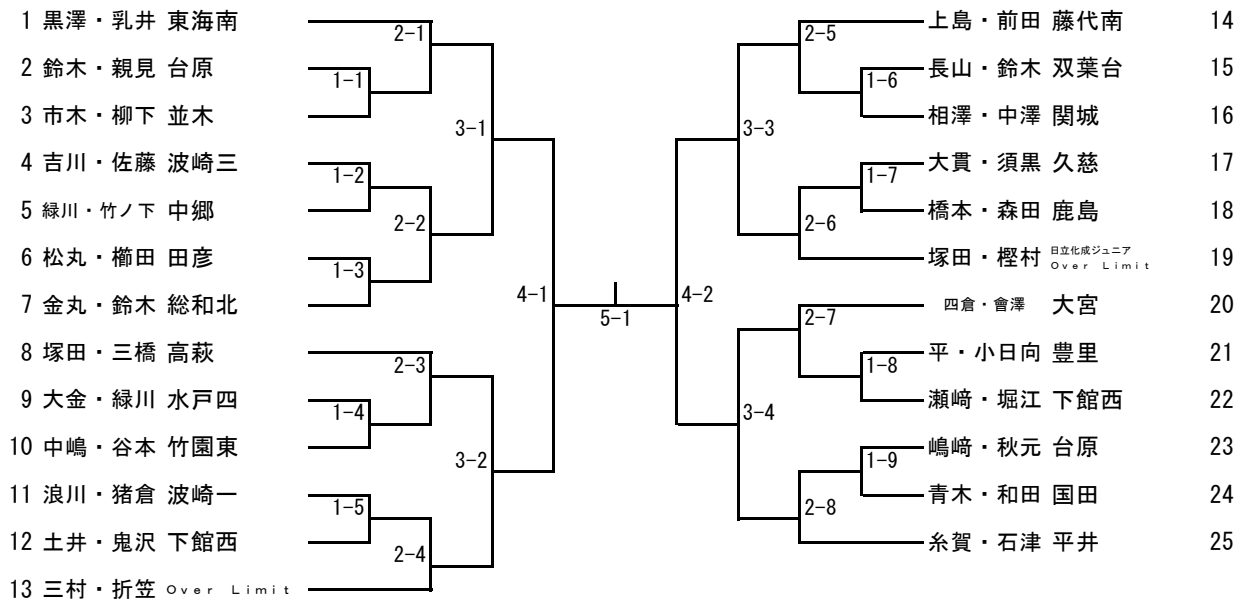 1 黒澤・乳井 東海南
2 鈴木・親見 台原
3 市木・柳下 並木
4 吉川・佐藤 波崎三
5 緑川・竹ノ下 中郷
6 松丸・櫛田 田彦
7 金丸・鈴木 総和北
8 塚田・三橋 高萩
9 大金・緑川 水戸四
10 中嶋・谷本 竹園東
11 浪川・猪倉 波崎一
12 土井・鬼沢 下館西
13 三村・折笠 Over Limit
2-1
1-1
3-1
1-2
2-2
1-3
4-1
2-3
1-4
3-2
1-5
2-4
5-1
2-5
1-6
3-3
1-7
2-6
4-2
2-7
1-8
3-4
1-9
2-8
上島・前田 藤代南 14
長山・鈴木 双葉台 15
相澤・中澤 関城 16
大貫・須黒 久慈 17
橋本・森田 鹿島 18
塚田・樫村 日立化成ジュニア 19
Over Limit
四倉・會澤 大宮 20
平・小日向 豊里 21
瀬﨑・堀江 下館西 22
嶋﨑・秋元 台原 23
青木・和田 国田 24
糸賀・石津 平井 25